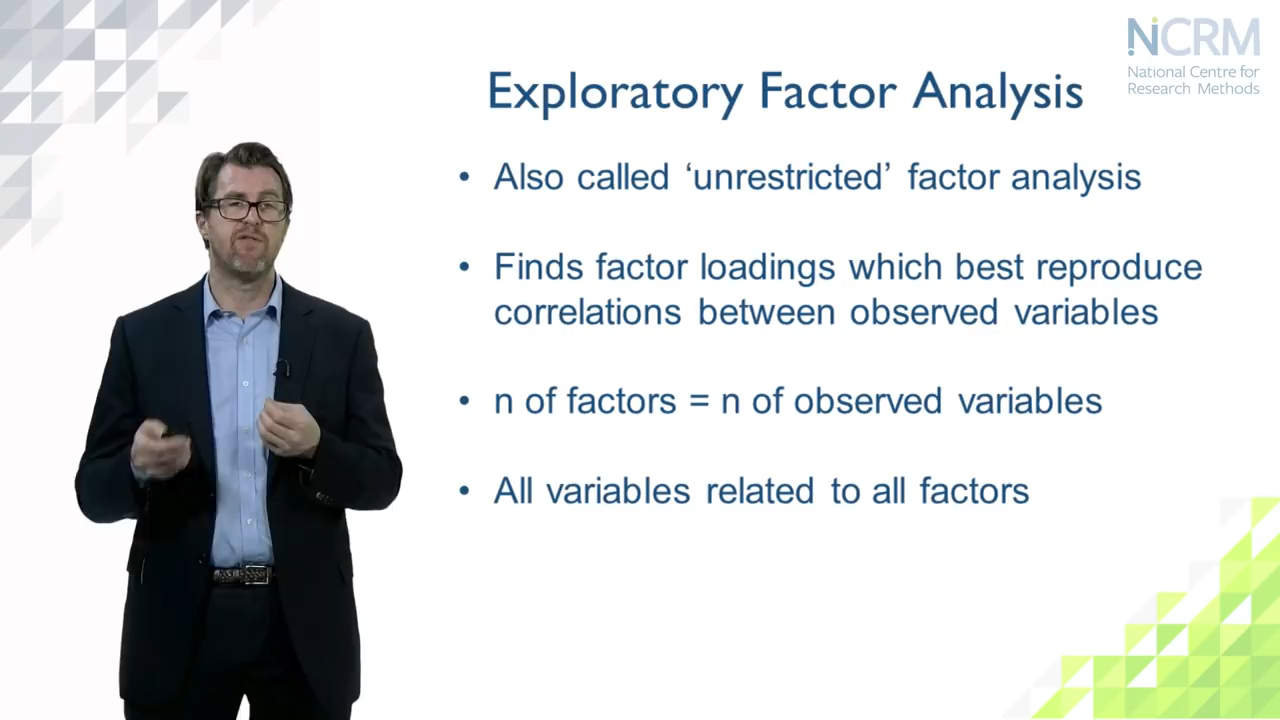 NCRM
National Centre for
Research Methods
Exploratory Factor Analysis
• Also called ‘unrestricted’ factor analysis
• Finds factor loadings which best reproduce
correlations between observed variables
• n of factors = n of observed variables
• All variables related to all factors